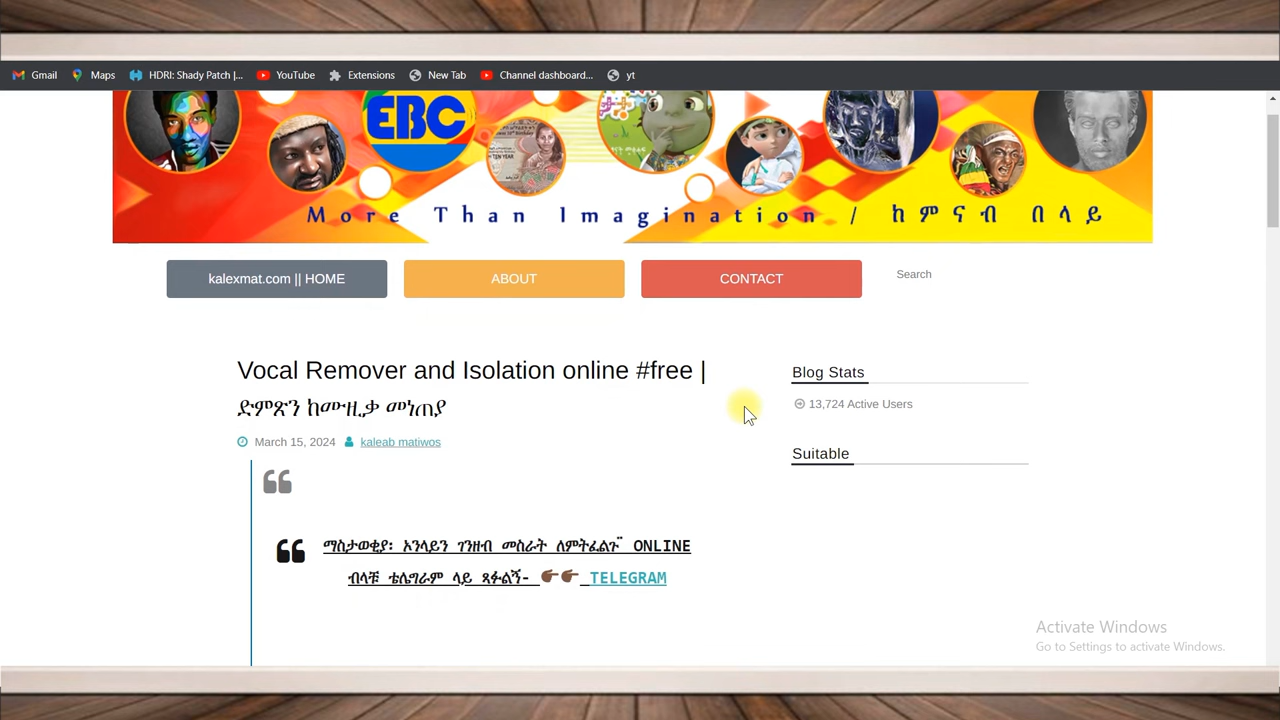 Gmail
Maps
HDRI: Shady Patch |...
YouTube
Extensions
New Tab
Channel dashboard...
yt
EBC
More Than Imagination / ከምናብ በላይ
kalexmat.com || HOME
ABOUT
CONTACT
Search
Vocal Remover and Isolation online #free |
ድምጽን ከሙዚቃ መነጠያ
March 15, 2024 kaleab matiwos
Blog Stats
13,724 Active Users
Suitable
ማስታወቂያ፡ ኦንላይን ገንዘብ መስራት ለምትፈልጉ" ONLINE
ብላቹ ቴሌግራም ላይ ጻፉልኝ- 👉🏾👉🏾 TELEGRAM
Activate Windows
Go to Settings to activate Windows.